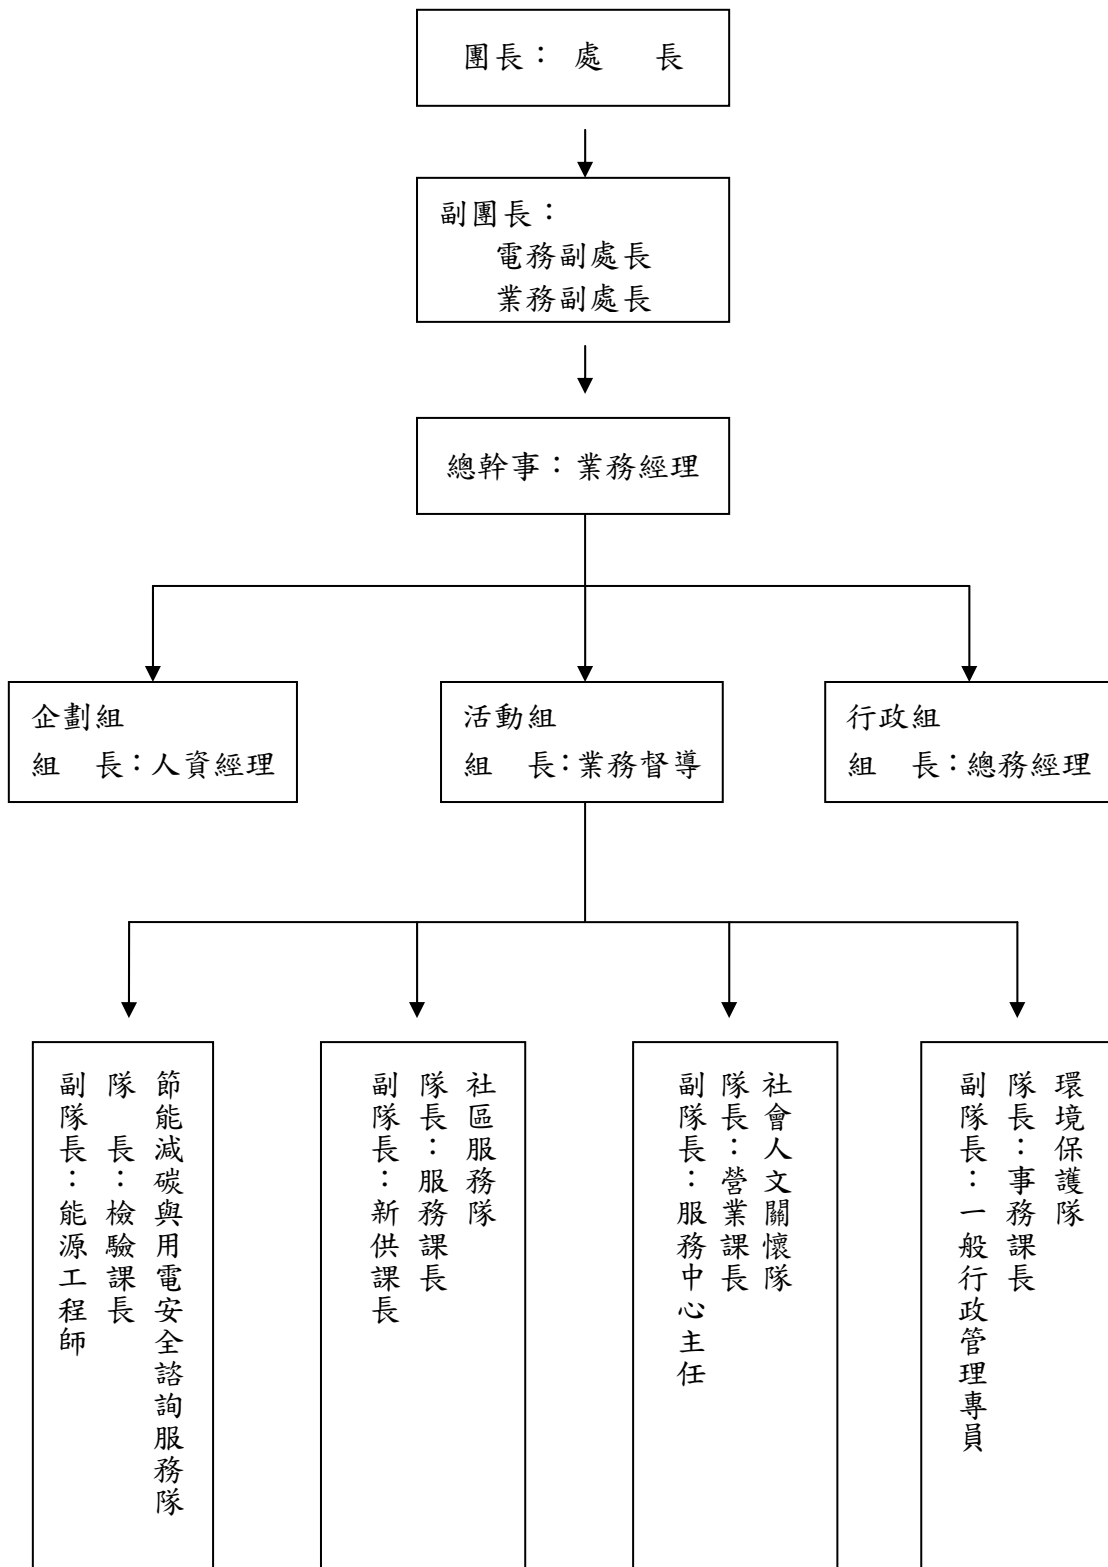 團長： 處　長
副團長：
電務副處長
業務副處長
總幹事：業務經理
企劃組
組　長：人資經理
活動組
組　長：業務督導
行政組
組　長：總務經理
節能減碳與用電安全諮詢服務隊
隊　長：檢驗課長
副隊長：能源工程師
社區服務隊
隊長：服務課長
副隊長：新供課長
社會人文關懷隊
隊長：營業課長
副隊長：服務中心主任
環境保護隊
隊長：事務課長
副隊長：一般行政管理專員